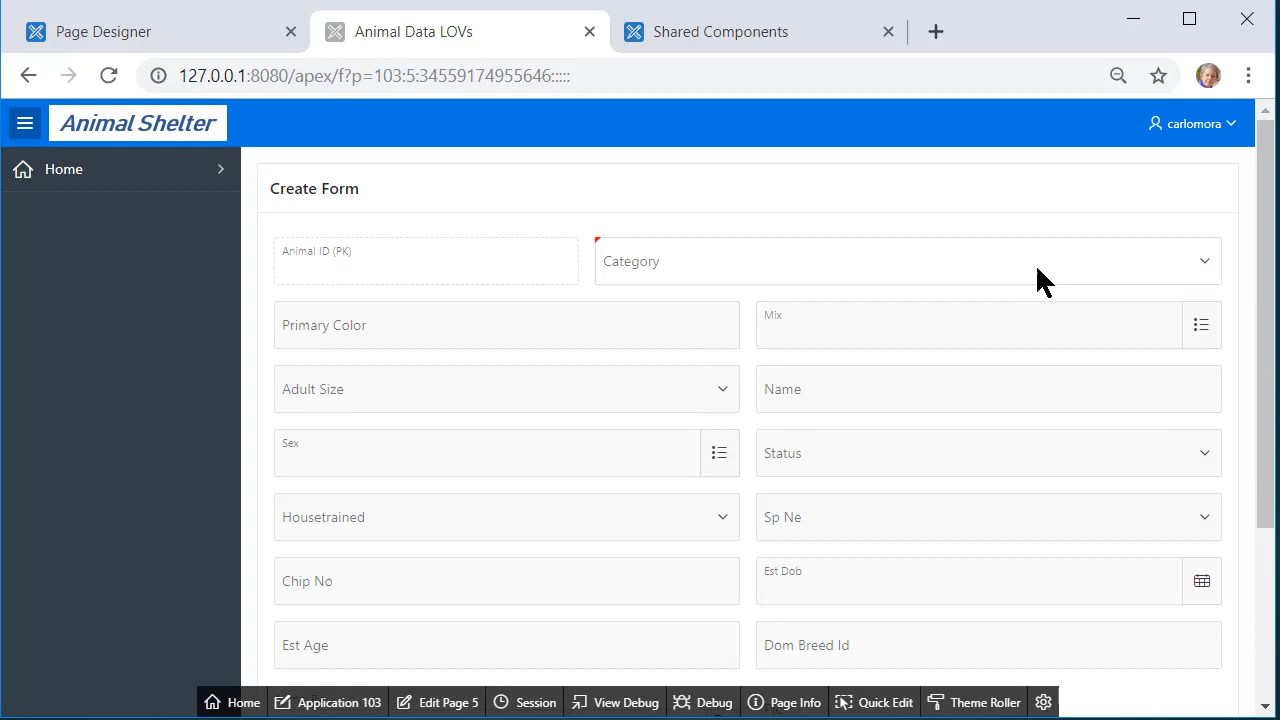 Page Designer
Animal Data LOVs
Shared Components
127.0.0.1:8080/apex/f?p=103:5:34559174955646:::::
Animal Shelter
carlomora
Home
Create Form
Animal ID (PK)
Category
Primary Color
Mix
Adult Size
Name
Sex
Status
Housetrained
Sp Ne
Chip No
Est Dob
Est Age
Dom Breed Id
Home
Application 103
Edit Page 5
Session
View Debug
Debug
Page Info
Quick Edit
Theme Roller